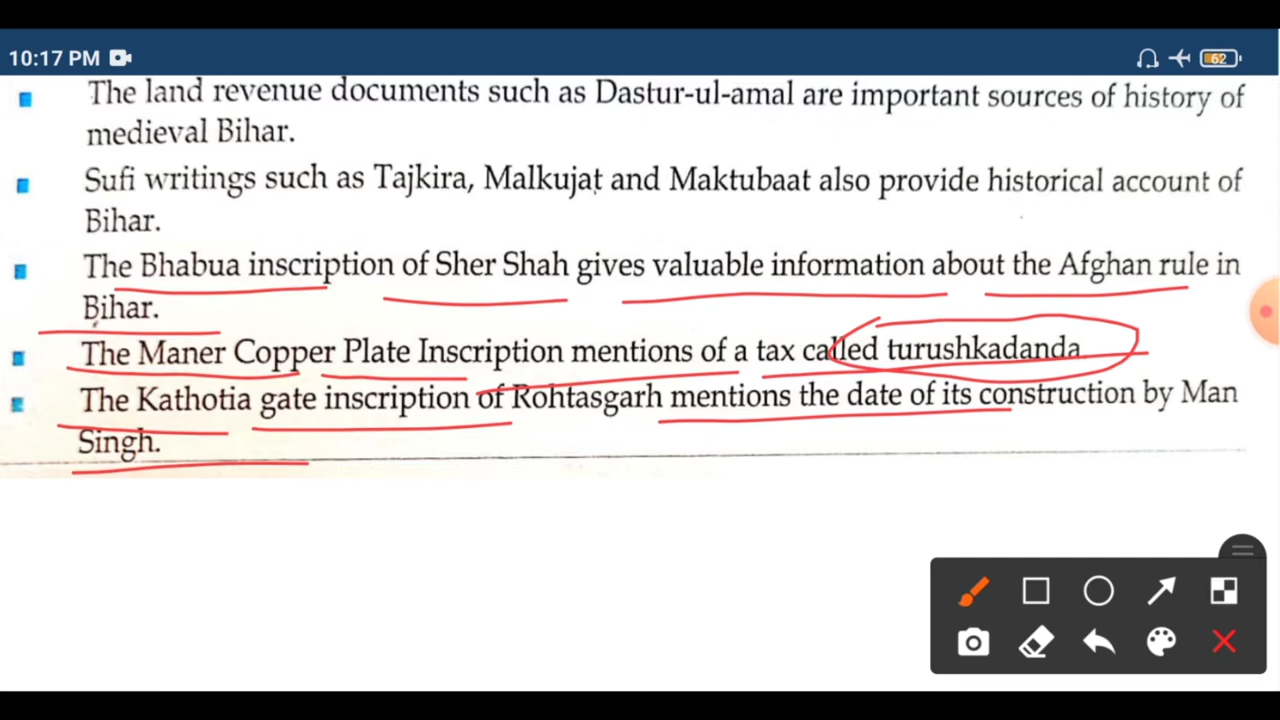 10:17 PM
62
The land revenue documents such as Dastur-ul-amal are important sources of history of
medieval Bihar.
Sufi writings such as Tajkira, Malkujat and Maktubaat also provide historical account of
Bihar.
The Bhabua inscription of Sher Shah gives valuable information about the Afghan rule in
Bihar.
The Maner Copper Plate Inscription mentions of a tax called turushkadanda
The Kathotia gate inscription of Rohtasgarh mentions the date of its construction by Man
Singh.